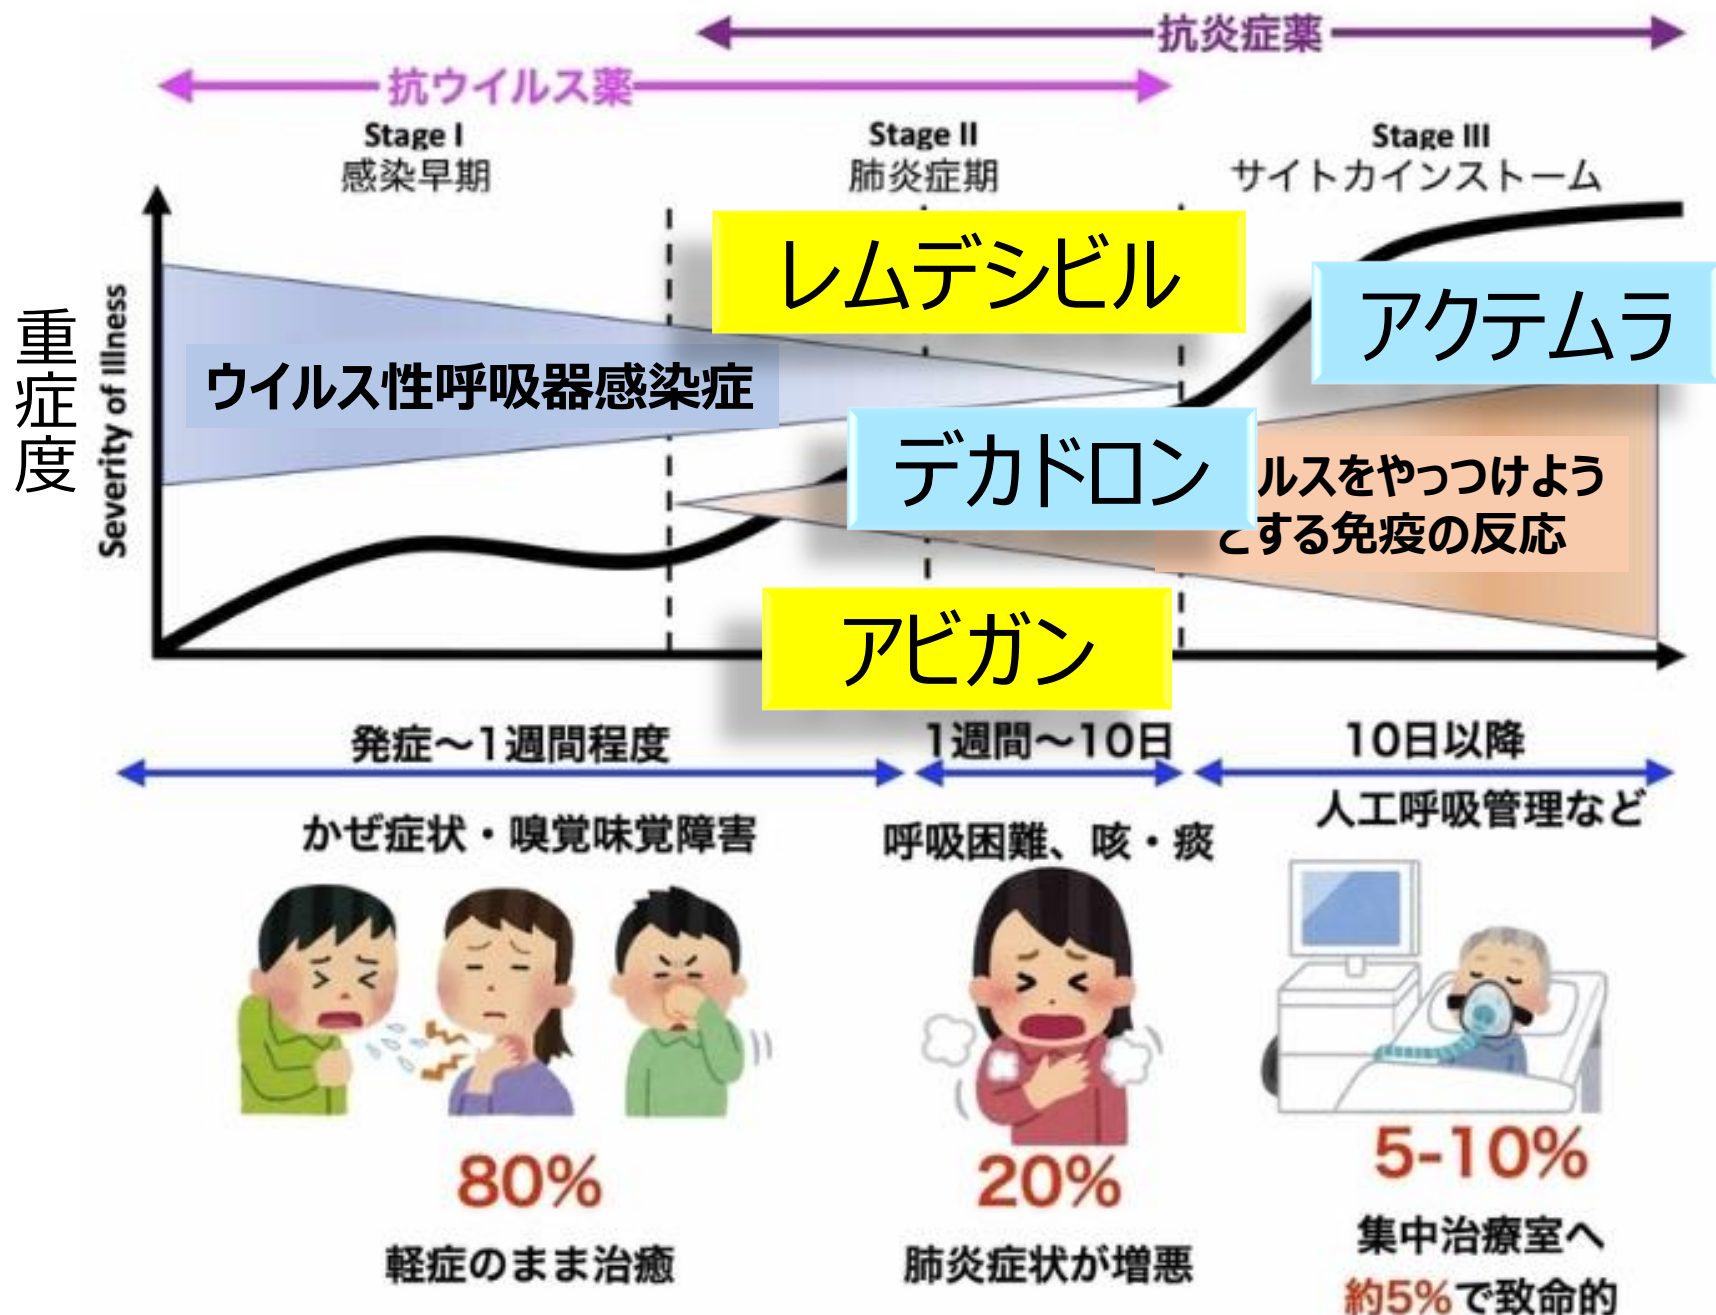 抗炎症薬
抗ウイルス薬
Stage I
感染早期
Stage II
肺炎症期
Stage III
サイトカインストーム
重症度
Severity of Illness
レムデシビル
アクテムラ
ウイルス性呼吸器感染症
デカドロン
ルスをやっつけよう
とする免疫の反応
アビガン
発症～1週間程度
1週間～10日
10日以降
かぜ症状・嗅覚味覚障害
呼吸困難、咳・痰
人工呼吸管理など
80%
軽症のまま治癒
20%
肺炎症状が増悪
5-10%
集中治療室へ
約5%で致命的